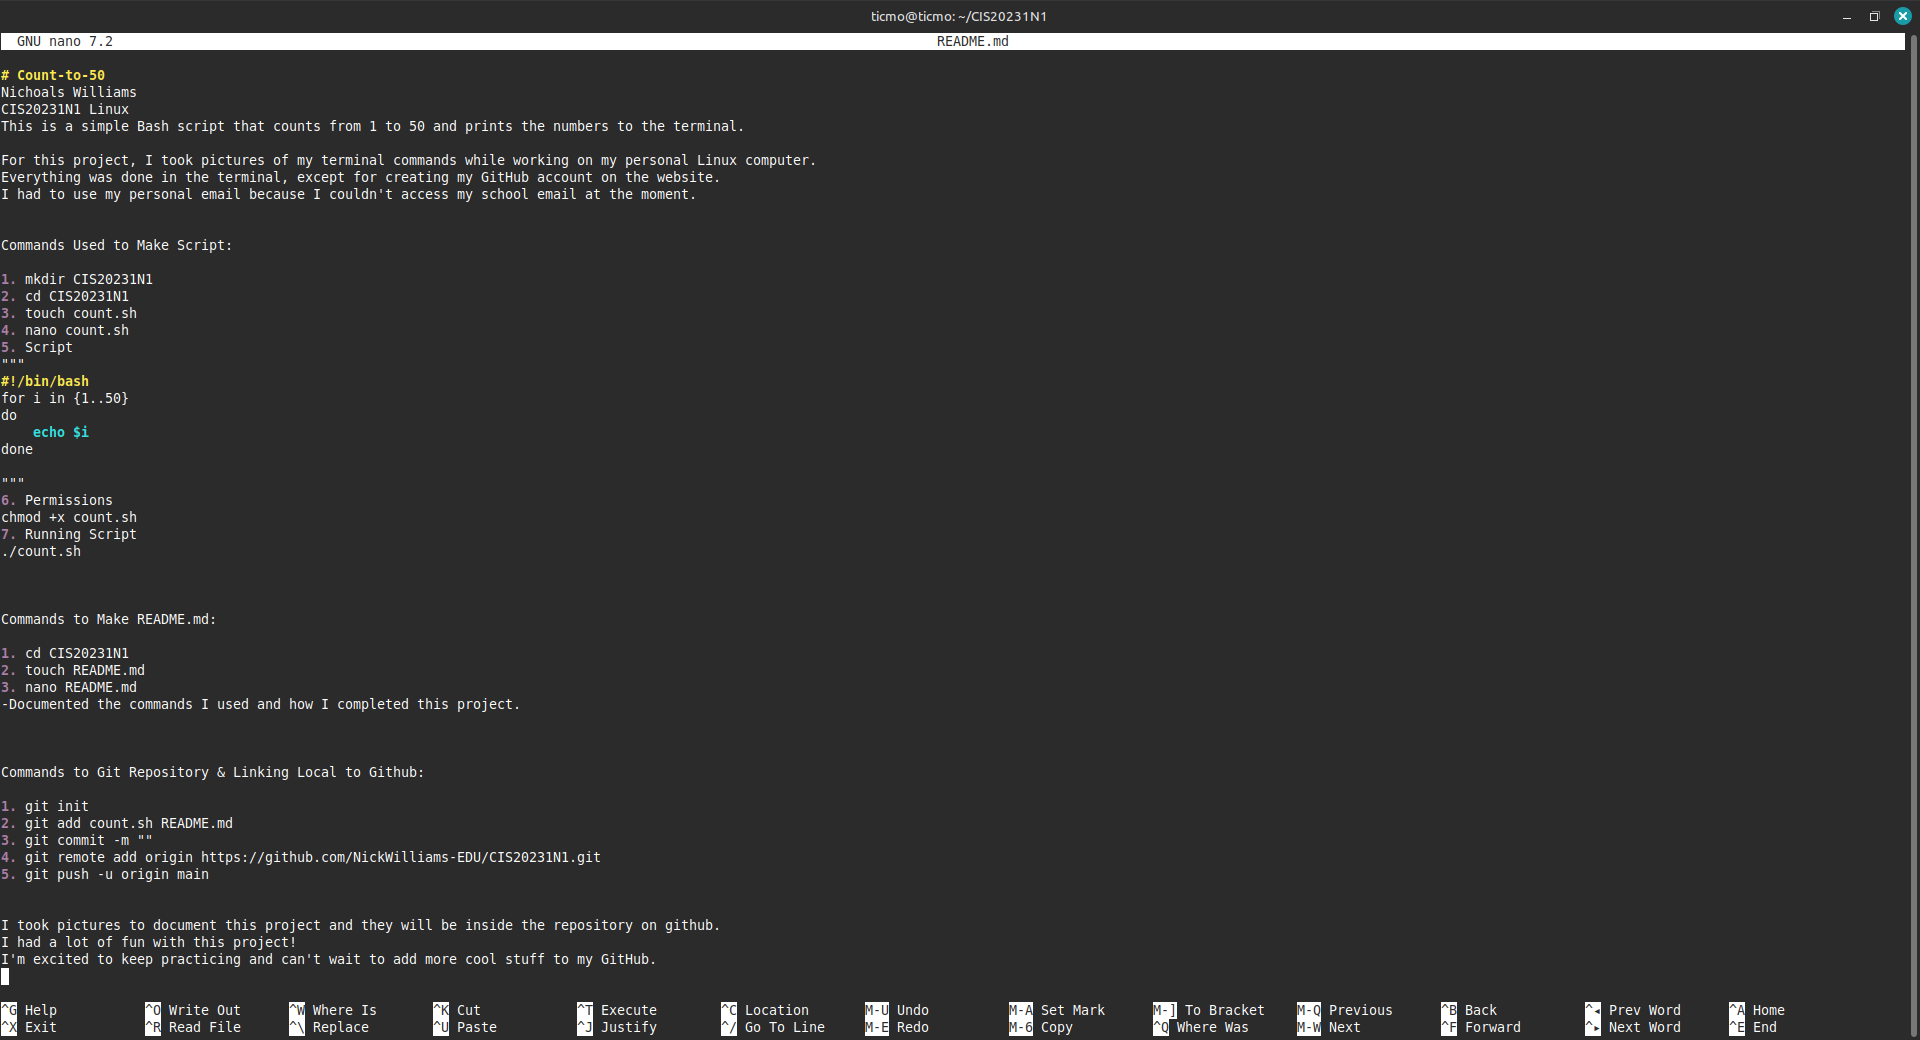 ticmo@ticmo: ~/CIS20231N1
GNU nano 7.2 README.md
# Count-to-50
Nichoals Williams
CIS20231N1 Linux
This is a simple Bash script that counts from 1 to 50 and prints the numbers to the terminal.
For this project, I took pictures of my terminal commands while working on my personal Linux computer.
Everything was done in the terminal, except for creating my GitHub account on the website.
I had to use my personal email because I couldn't access my school email at the moment.
Commands Used to Make Script:
1. mkdir CIS20231N1
2. cd CIS20231N1
3. touch count.sh
4. nano count.sh
5. Script
"""
#!/bin/bash
for i in {1..50}
do
    echo $i
done
"""
6. Permissions
chmod +x count.sh
7. Running Script
./count.sh
Commands to Make README.md:
1. cd CIS20231N1
2. touch README.md
3. nano README.md
-Documented the commands I used and how I completed this project.
Commands to Git Repository & Linking Local to Github:
1. git init
2. git add count.sh README.md
3. git commit -m ""
4. git remote add origin https://github.com/NickWilliams-EDU/CIS20231N1.git
5. git push -u origin main
I took pictures to document this project and they will be inside the repository on github.
I had a lot of fun with this project!
I'm excited to keep practicing and can't wait to add more cool stuff to my GitHub.
^G Help ^O Write Out ^W Where Is ^K Cut ^T Execute ^C Location M-U Undo M-A Set Mark M-] To Bracket M-Q Previous ^B Back ^◂ Prev Word ^A Home
^X Exit ^R Read File ^\ Replace ^U Paste ^J Justify ^/ Go To Line M-E Redo M-6 Copy ^Q Where Was M-W Next ^F Forward ^▸ Next Word ^E End